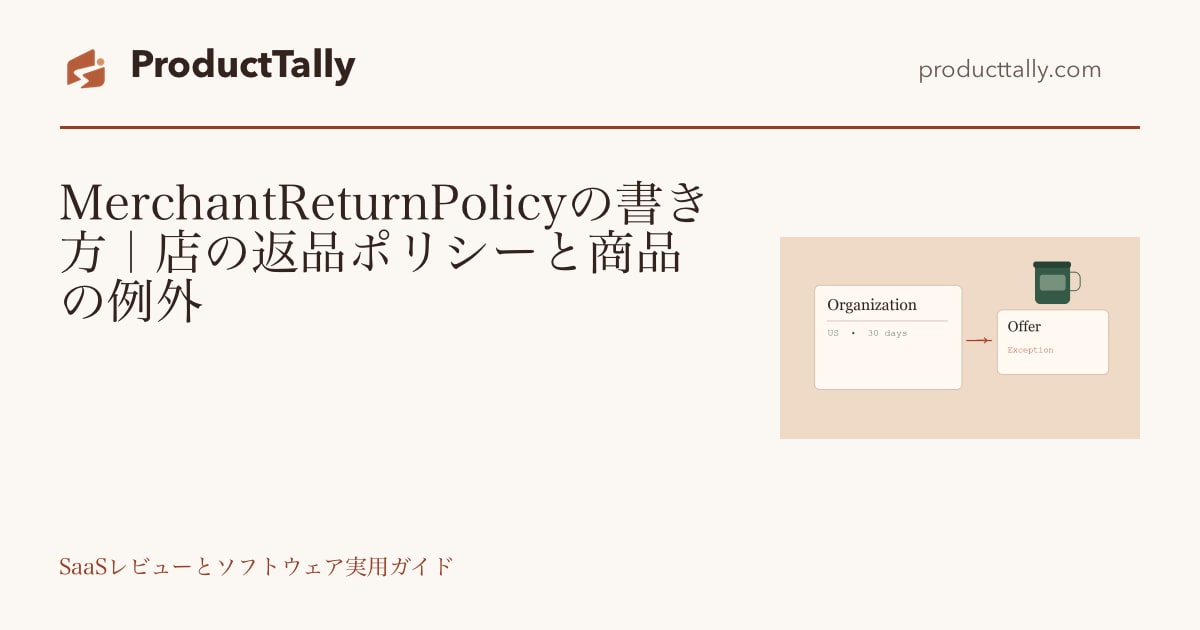 ProductTally
producttally.com
MerchantReturnPolicyの書き
方｜店の返品ポリシーと商品
の例外
Organization
US • 30 days
Offer
Exception
SaaSレビューとソフトウェア実用ガイド